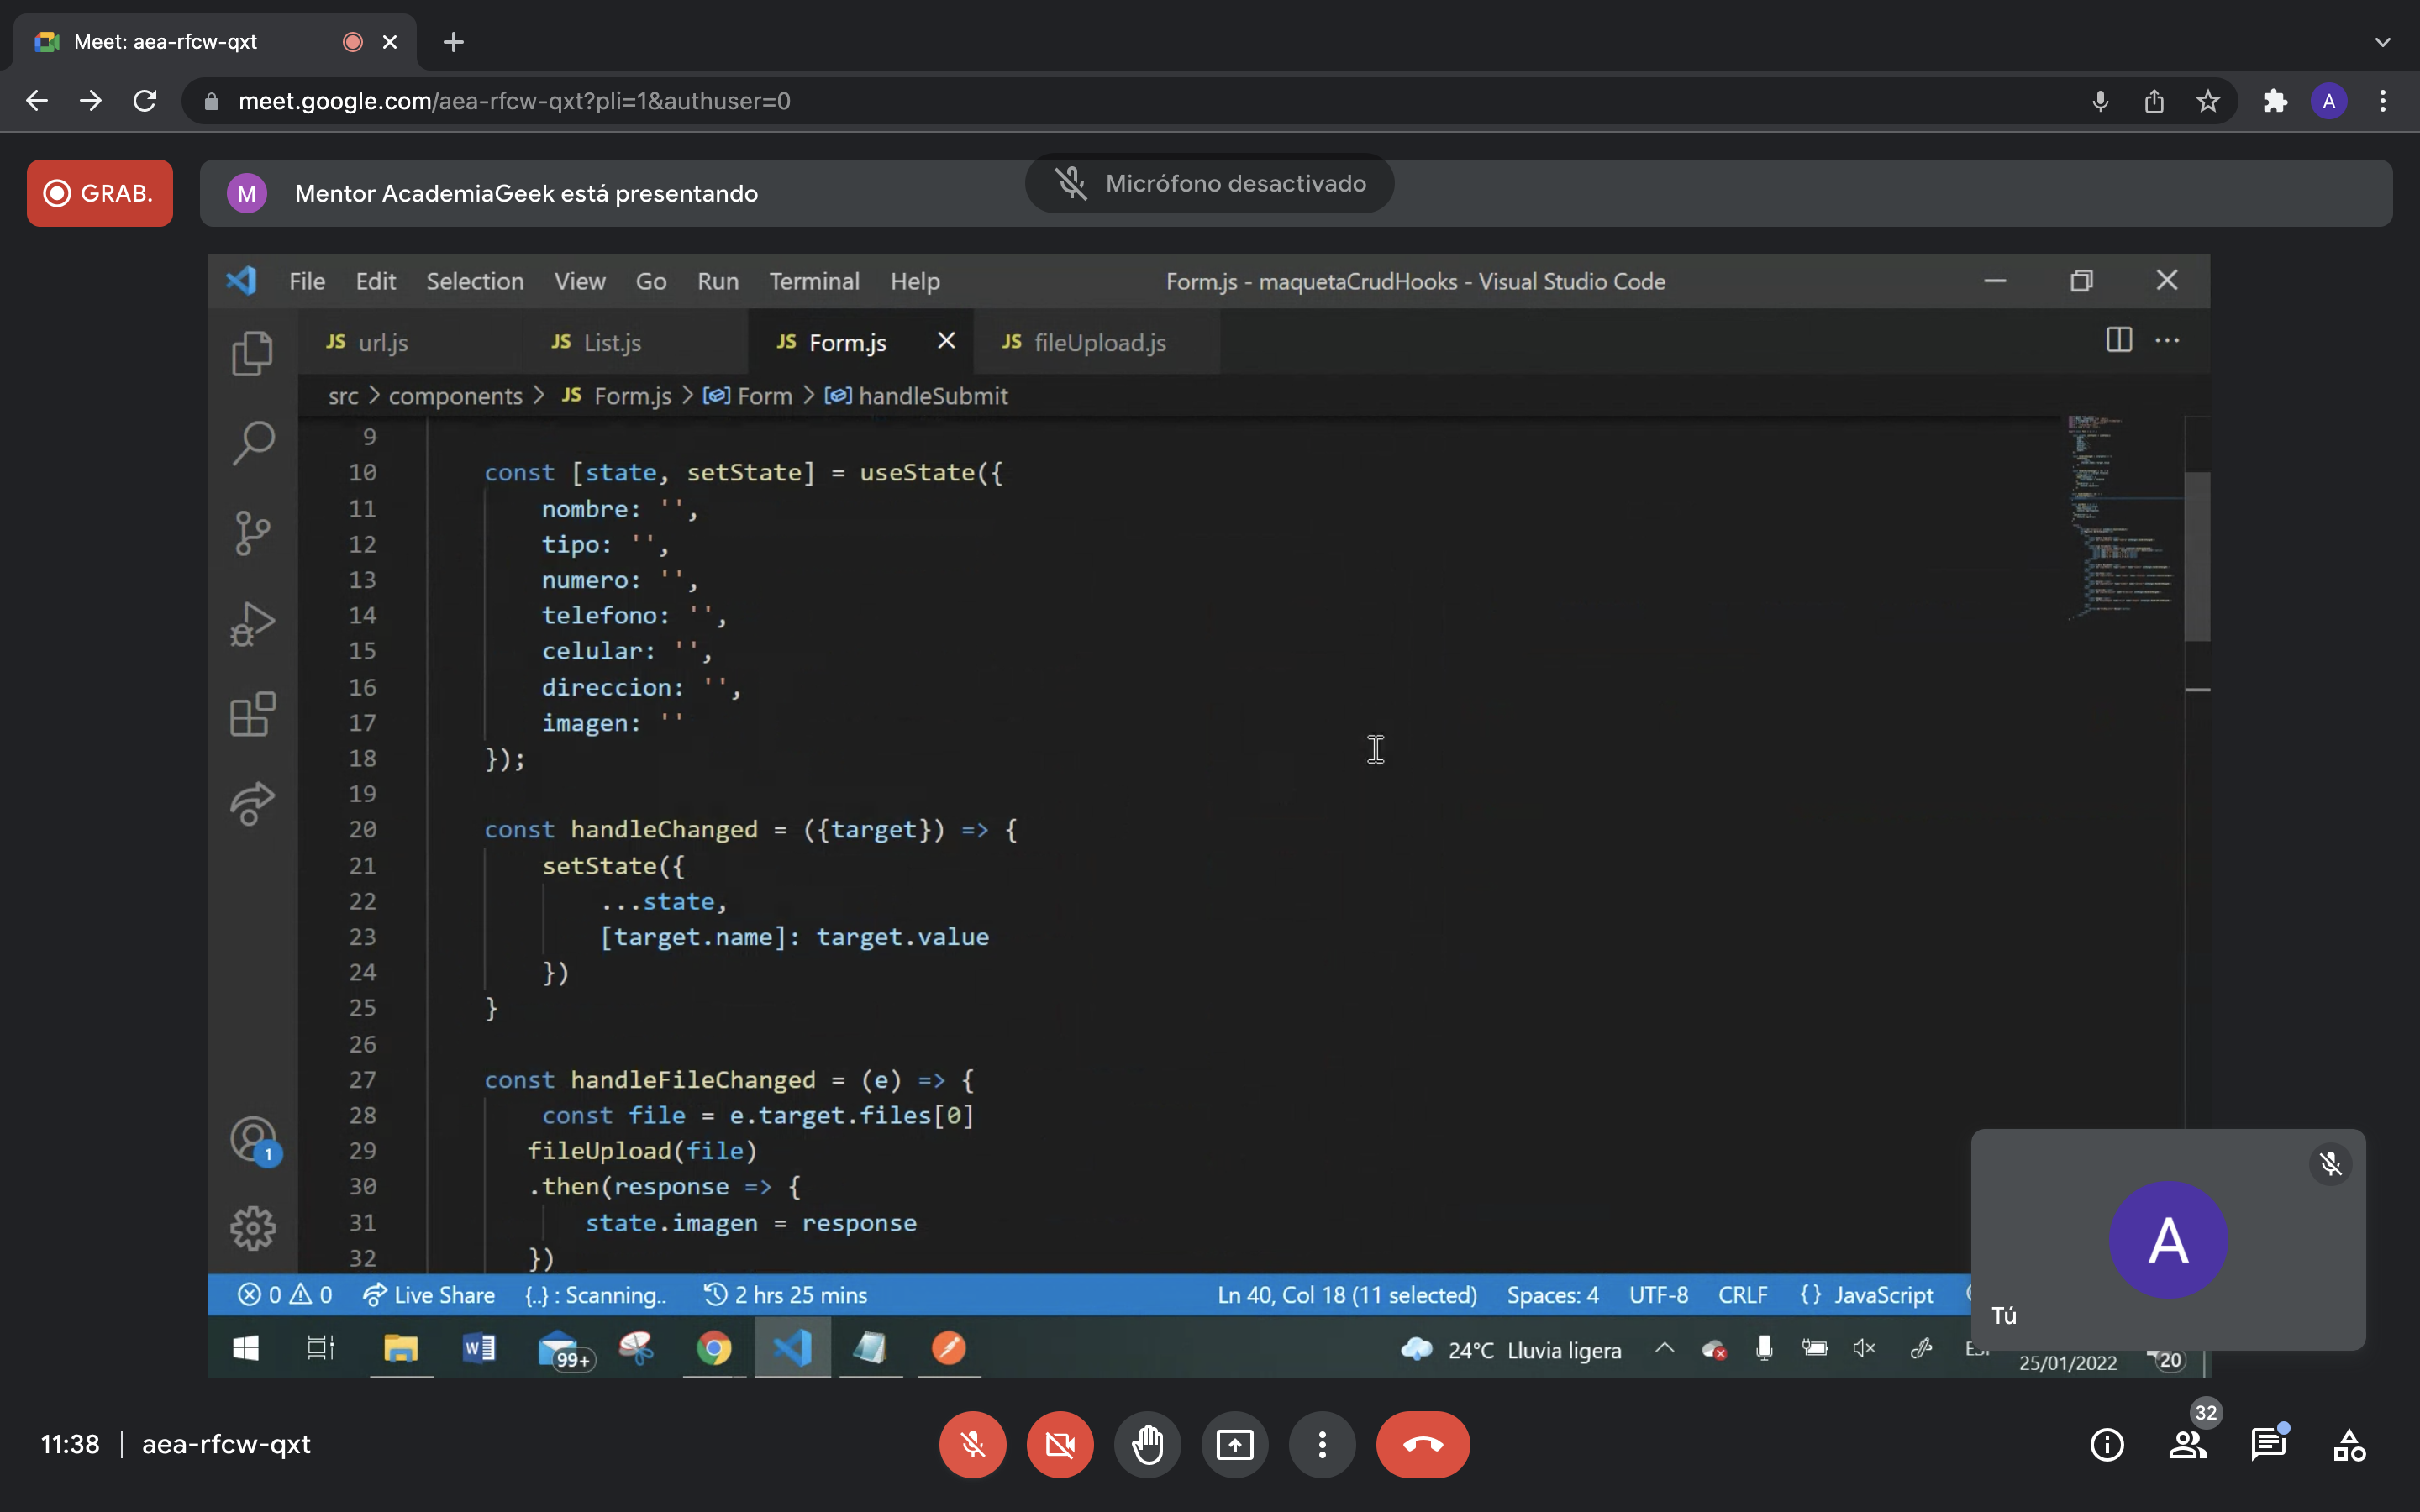 Meet: aea-rfcw-qxt
meet.google.com/aea-rfcw-qxt?pli=1&authuser=0
A
GRAB.
M
Mentor AcademiaGeek está presentando
Micrófono desactivado
File Edit Selection View Go Run Terminal Help
Form.js - maquetaCrudHooks - Visual Studio Code
JS url.js
JS List.js
JS Form.js
JS fileUpload.js
src > components > JS Form.js > Form > handleSubmit
9
10 const [state, setState] = useState({
11 nombre: '',
12 tipo: '',
13 numero: '',
14 telefono: '',
15 celular: '',
16 direccion: '',
17 imagen: ''
18 });
19
20 const handleChanged = ({target}) => {
21 setState({
22 ...state,
23 [target.name]: target.value
24 })
25 }
26
27 const handleFileChanged = (e) => {
28 const file = e.target.files[0]
29 fileUpload(file)
30 .then(response => {
31 state.imagen = response
32 })
1
0 0 Live Share {..} : Scanning.. 2 hrs 25 mins
Ln 40, Col 18 (11 selected) Spaces: 4 UTF-8 CRLF {} JavaScript
99+
24°C Lluvia ligera
25/01/2022
20
A
Tú
11:38 | aea-rfcw-qxt
32